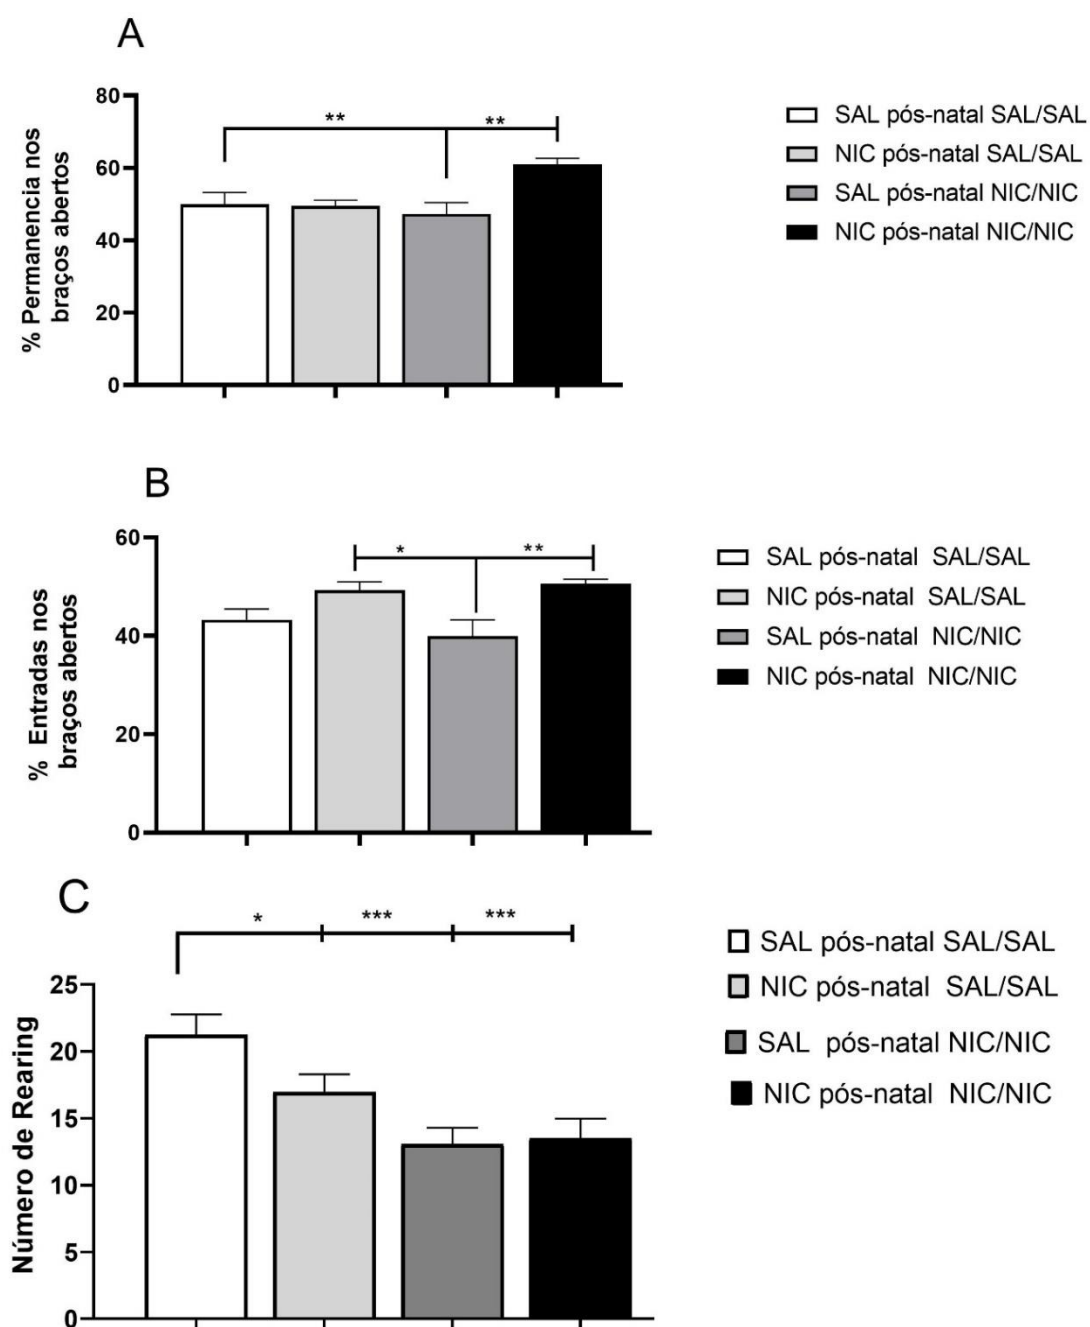 A
% Permanencia nos
braços abertos
80
60
40
20
0
**
**
SAL pós-natal SAL/SAL
NIC pós-natal SAL/SAL
SAL pós-natal NIC/NIC
NIC pós-natal NIC/NIC
B
% Entradas nos
braços abertos
60
40
20
0
*
**
SAL pós-natal SAL/SAL
NIC pós-natal SAL/SAL
SAL pós-natal NIC/NIC
NIC pós-natal NIC/NIC
C
Número de Rearing
25
20
15
10
5
0
*
***
***
SAL pós-natal SAL/SAL
NIC pós-natal SAL/SAL
SAL pós-natal NIC/NIC
NIC pós-natal NIC/NIC